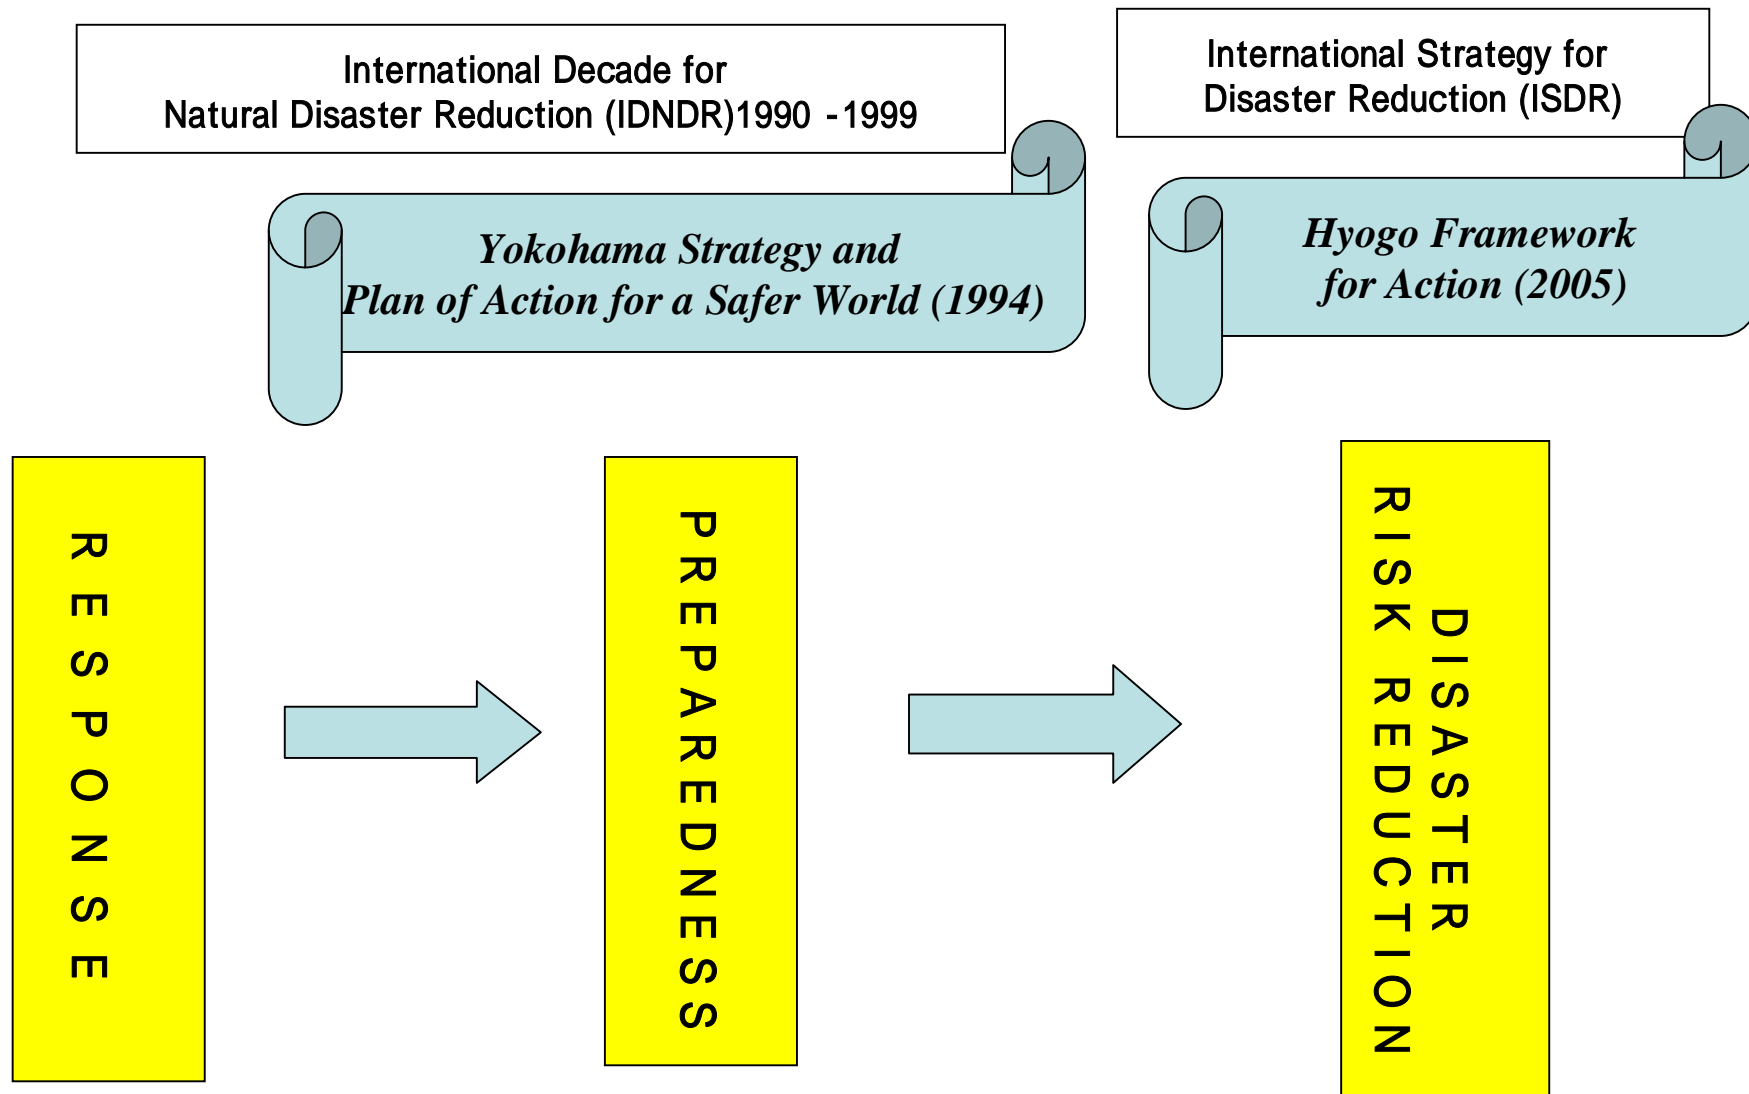 International Decade for
Natural Disaster Reduction (IDNDR)1990 -1999
International Strategy for
Disaster Reduction (ISDR)
Yokohama Strategy and
Plan of Action for a Safer World (1994)
Hyogo Framework
for Action (2005)
RESPONSE
PREPAREDNESS
DISASTER
RISK REDUCTION